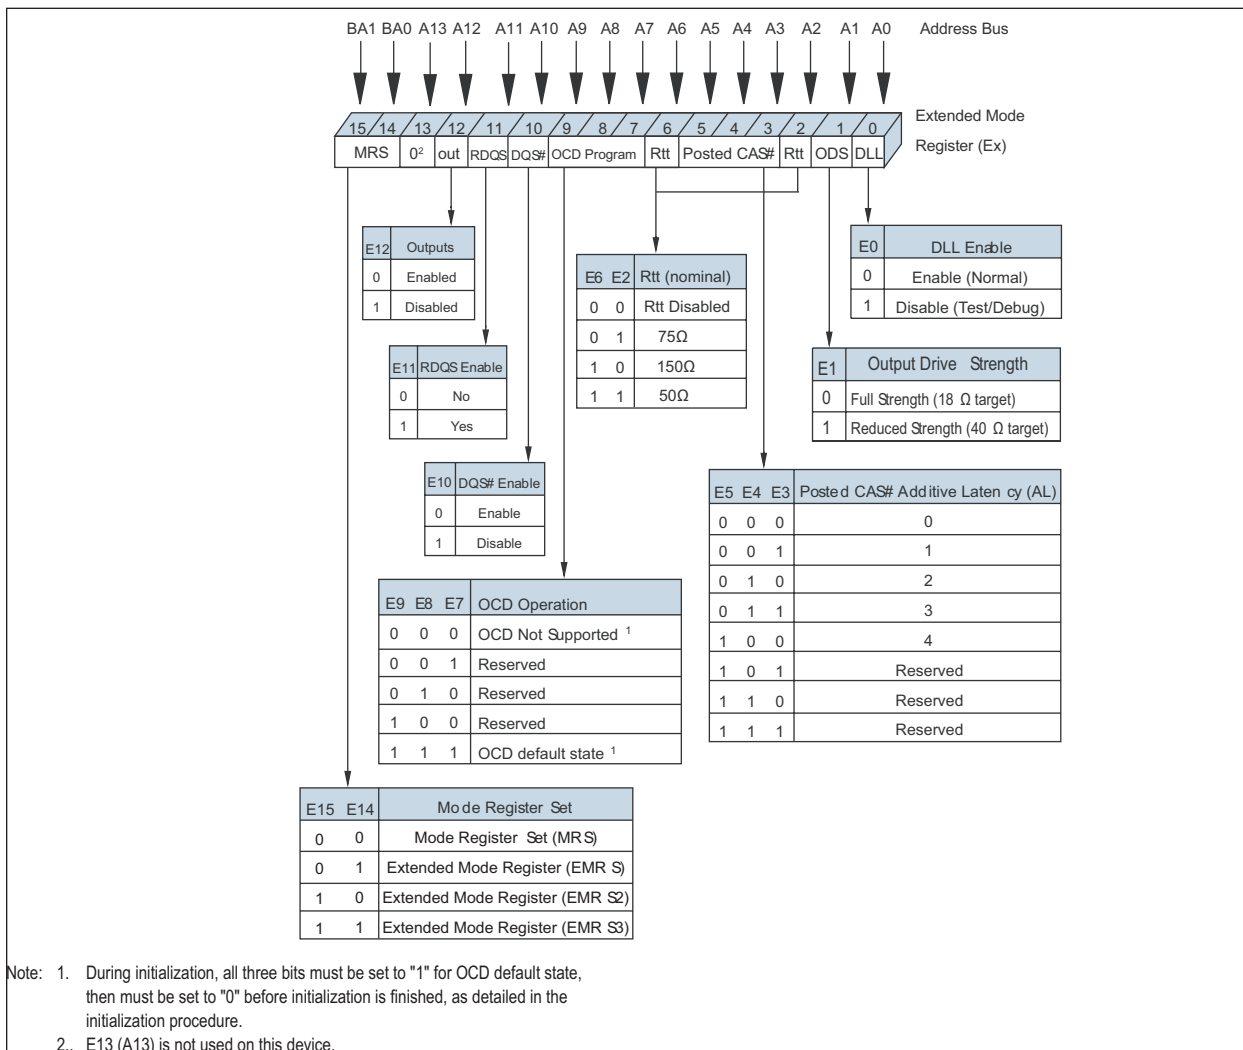 BA1 BA0 A13 A12 A11 A10 A9 A8 A7 A6 A5 A4 A3 A2 A1 A0 Address Bus
15 14 13 12 11 10 9 8 7 6 5 4 3 2 1 0 Extended Mode
MRS 0² out RDQS DQS# OCD Program Rtt Posted CAS# Rtt ODS DLL Register (Ex)
E12 Outputs
0 Enabled
1 Disabled
E11 RDQS Enable
0 No
1 Yes
E10 DQS# Enable
0 Enable
1 Disable
E6 E2 Rtt (nominal)
0 0 Rtt Disabled
0 1 75Ω
1 0 150Ω
1 1 50Ω
E0 DLL Enable
0 Enable (Normal)
1 Disable (Test/Debug)
E1 Output Drive Strength
0 Full Strength (18 Ω target)
1 Reduced Strength (40 Ω target)
E5 E4 E3 Posted CAS# Additive Laten cy (AL)
0 0 0 0
0 0 1 1
0 1 0 2
0 1 1 3
1 0 0 4
1 0 1 Reserved
1 1 0 Reserved
1 1 1 Reserved
E9 E8 E7 OCD Operation
0 0 0 OCD Not Supported ¹
0 0 1 Reserved
0 1 0 Reserved
1 0 0 Reserved
1 1 1 OCD default state ¹
E15 E14 Mo de Register Set
0 0 Mode Register Set (MRS)
0 1 Extended Mode Register (EMR S)
1 0 Extended Mode Register (EMR S2)
1 1 Extended Mode Register (EMR S3)
Note: 1. During initialization, all three bits must be set to "1" for OCD default state,
then must be set to "0" before initialization is finished, as detailed in the
initialization procedure.
2.. E13 (A13) is not used on this device.